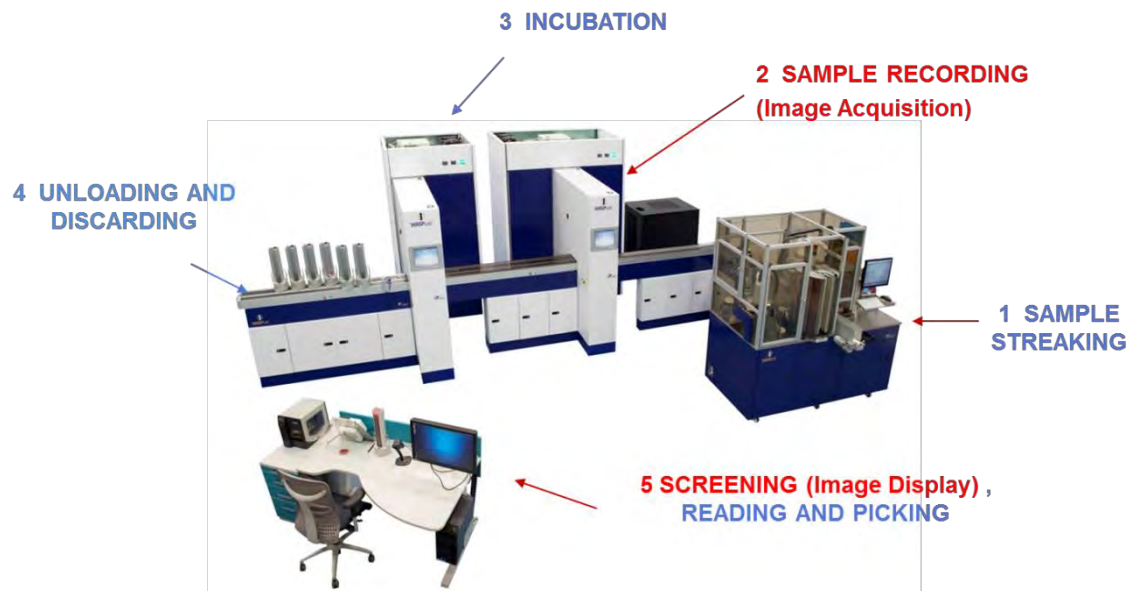 3 INCUBATION
2 SAMPLE RECORDING
(Image Acquisition)
4 UNLOADING AND
DISCARDING
1 SAMPLE
STREAKING
5 SCREENING (Image Display) ,
READING AND PICKING